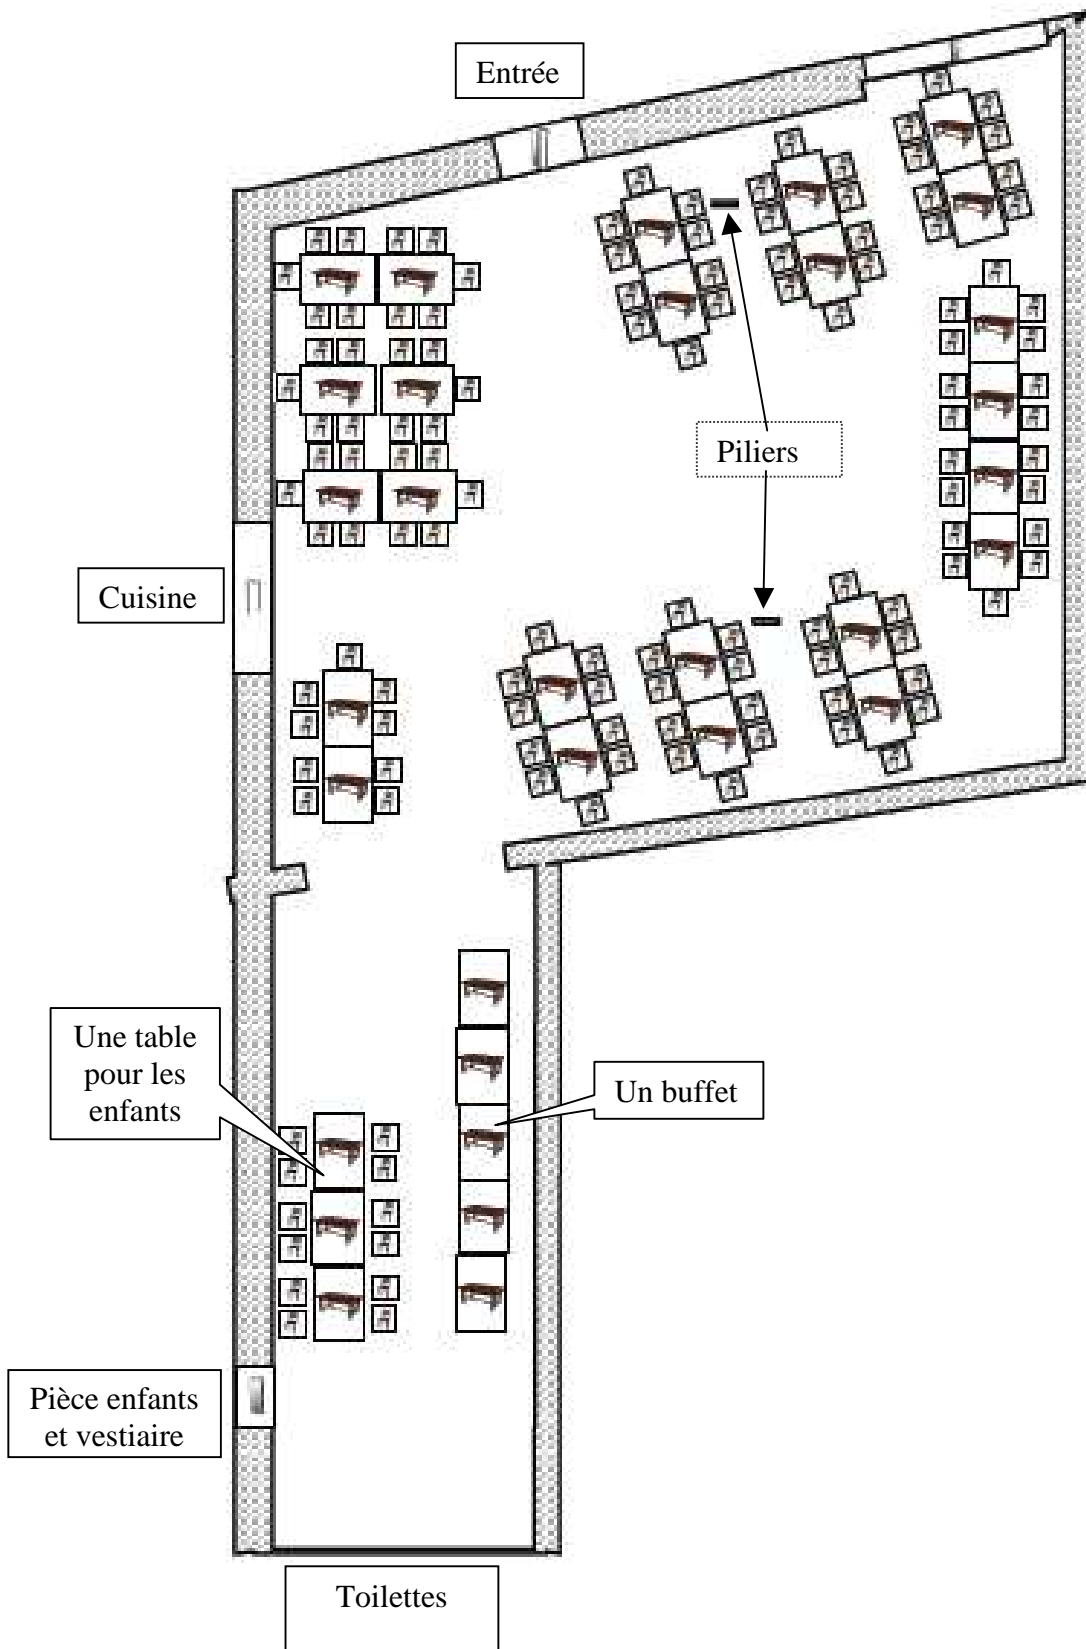 Entrée
Piliers
Cuisine
Une table
pour les
enfants
Un buffet
Pièce enfants
et vestiaire
Toilettes